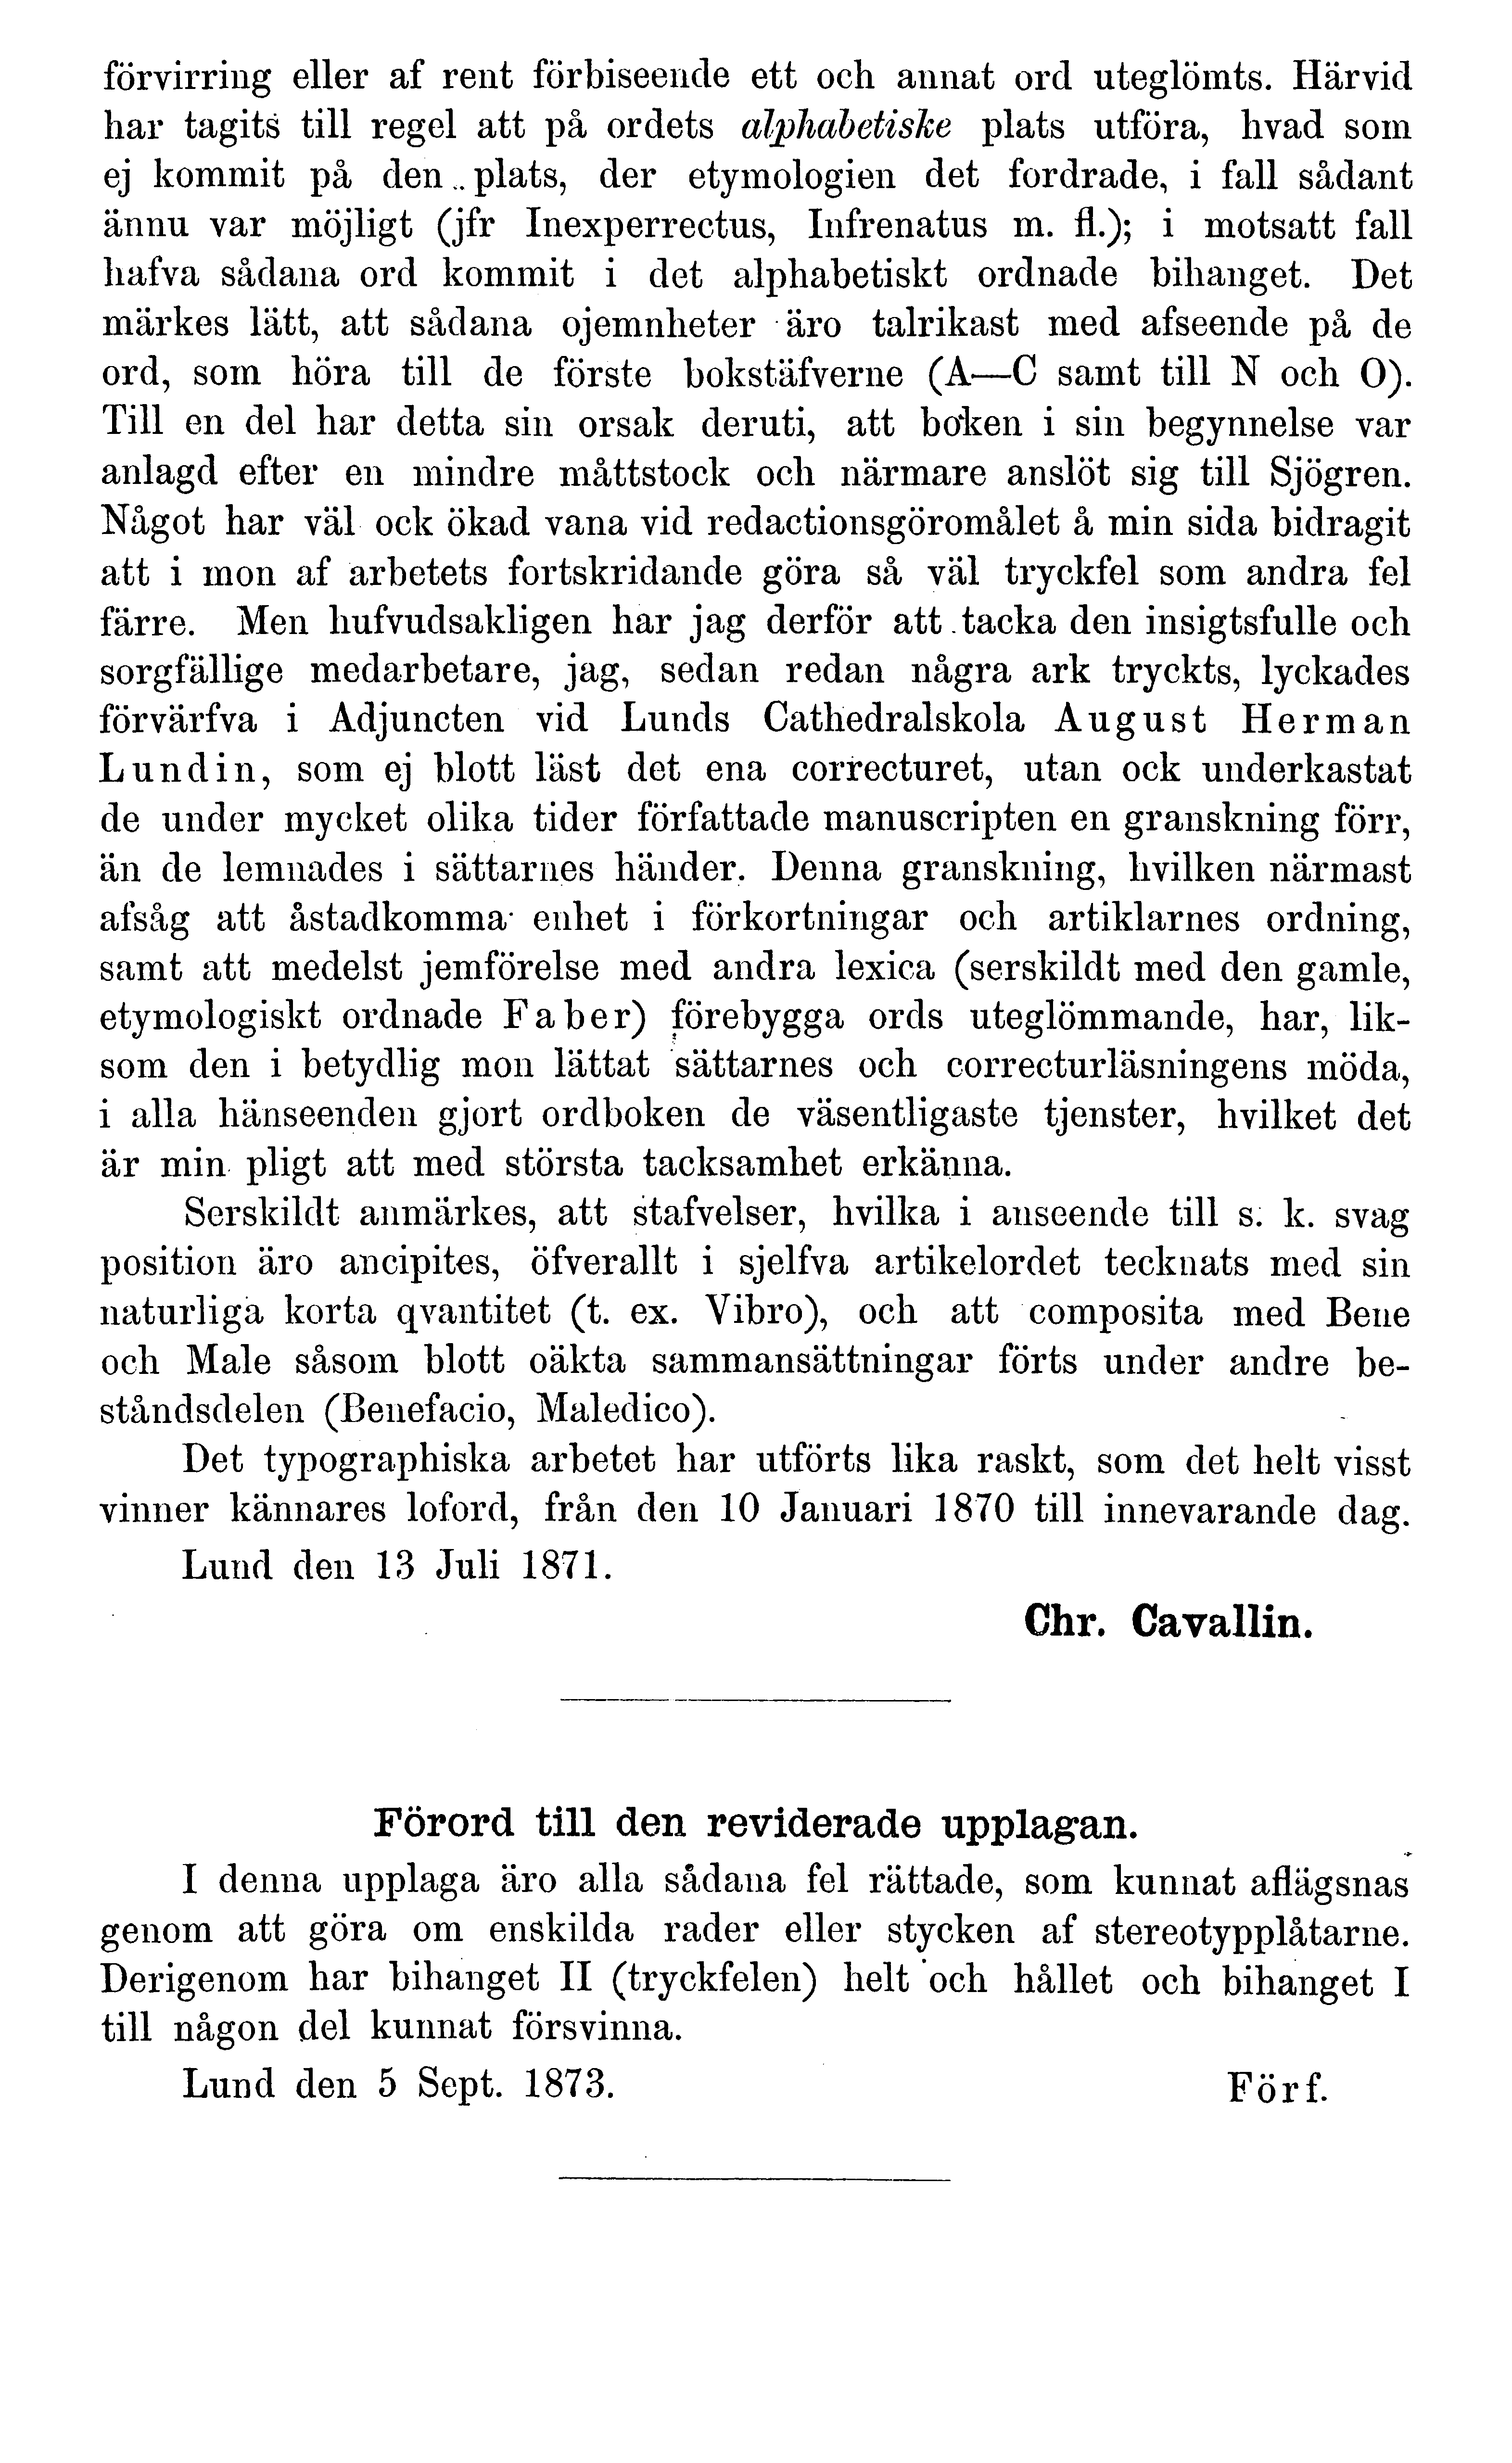 förvirring eller af rent förbiseende ett och annat ord uteglömts. Härvid
har tagits till regel att på ordets alphabetiske plats utföra, hvad som
ej kommit på den plats, der etymologien det fordrade, i fall sådant
ännu var möjligt (jfr Inexperrectus, Infrenatus m. fl.); i motsatt fall
hafva sådana ord kommit i det alphabetiskt ordnade bihanget. Det
märkes lätt, att sådana ojemnheter äro talrikast med afseende på de
ord, som höra till de förste bokstäfverne (A—C samt till N och O).
Till en del har detta sin orsak deruti, att boken i sin begynnelse var
anlagd efter en mindre måttstock och närmare anslöt sig till Sjögren.
Något har väl ock ökad vana vid redactionsgöromålet å min sida bidragit
att i mon af arbetets fortskridande göra så väl tryckfel som andra fel
färre. Men hufvudsakligen har jag derför att tacka den insigtsfulle och
sorgfällige medarbetare, jag, sedan redan några ark tryckts, lyckades
förvärfva i Adjuncten vid Lunds Cathedralskola August Herman
Lundin, som ej blott läst det ena correcturet, utan ock underkastat
de under mycket olika tider författade manuscripten en granskning förr,
än de lemnades i sättarnes händer. Denna granskning, hvilken närmast
afsåg att åstadkomma enhet i förkortningar och artiklarnes ordning,
samt att medelst jemförelse med andra lexica (serskildt med den gamle,
etymologiskt ordnade Faber) förebygga ords uteglömmande, har, lik-
som den i betydlig mon lättat sättarnes och correcturläsningens möda,
i alla hänseenden gjort ordboken de väsentligaste tjenster, hvilket det
är min pligt att med största tacksamhet erkänna.
Serskildt anmärkes, att stafvelser, hvilka i anseende till s. k. svag
position äro ancipites, öfverallt i sjelfva artikelordet tecknats med sin
naturliga korta qvantitet (t. ex. Vibro), och att composita med Bene
och Male såsom blott oäkta sammansättningar förts under andre be-
ståndsdelen (Benefacio, Maledico).
Det typographiska arbetet har utförts lika raskt, som det helt visst
vinner kännares loford, från den 10 Januari 1870 till innevarande dag.
Lund den 13 Juli 1871.
Chr. Cavallin.
Förord till den reviderade upplagan.
I denna upplaga äro alla sådana fel rättade, som kunnat aflägsnas
genom att göra om enskilda rader eller stycken af stereotypplåtarne.
Derigenom har bihanget II (tryckfelen) helt och hållet och bihanget I
till någon del kunnat försvinna.
Lund den 5 Sept. 1873. Förf.